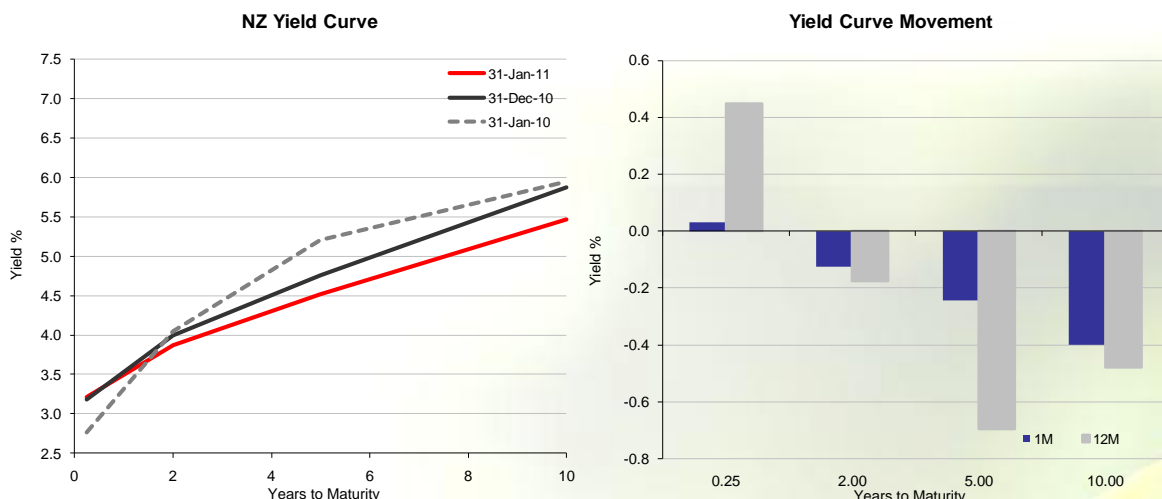 NZ Yield Curve
7.5
7.0
6.5
6.0
5.5
5.0
4.5
4.0
3.5
3.0
2.5
Yield %
31-Jan-11
31-Dec-10
31-Jan-10
0 2 4 6 8 10
Years to Maturity
Yield Curve Movement
0.6
0.4
0.2
0.0
-0.2
-0.4
-0.6
-0.8
Yield %
1M 12M
0.25 2.00 5.00 10.00
Years to Maturity